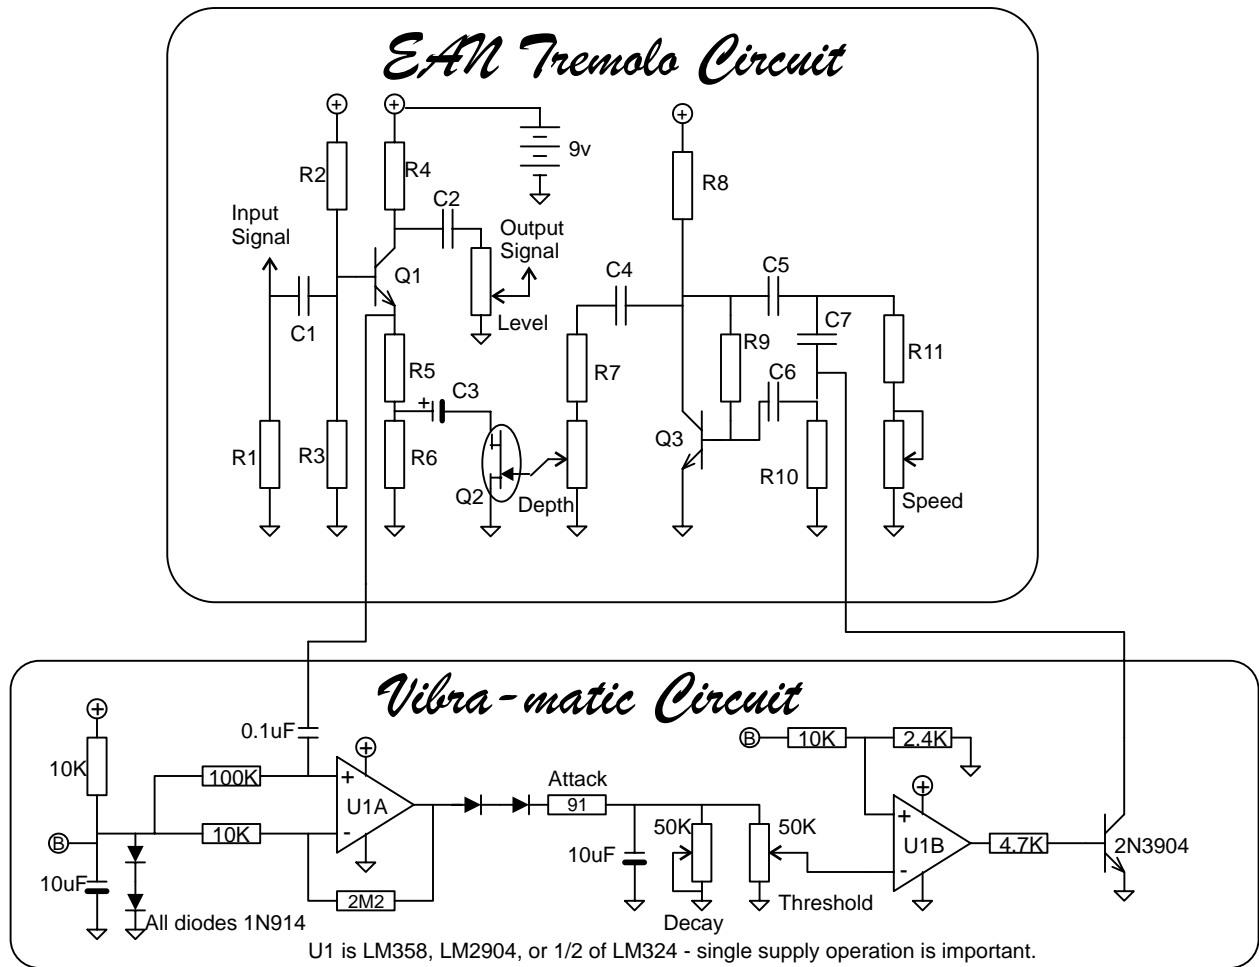 EAN Tremolo Circuit
+
+
+
R2
R4
9v
R8
Input
Signal
C2
Output
Signal
Q1
C1
Level
C4
C5
C7
R9
R11
R5
R7
C6
+
C3
R1
R3
R6
Q3
Q2
Depth
R10
Speed
Vibra-matic Circuit
+
0.1uF
+
B
10K
2.4K
10K
100K
+
U1A
-
Attack
91
+
10K
B
50K
50K
+
U1B
-
4.7K
2N3904
10uF
10uF
2M2
Threshold
All diodes 1N914
Decay
U1 is LM358, LM2904, or 1/2 of LM324 - single supply operation is important.